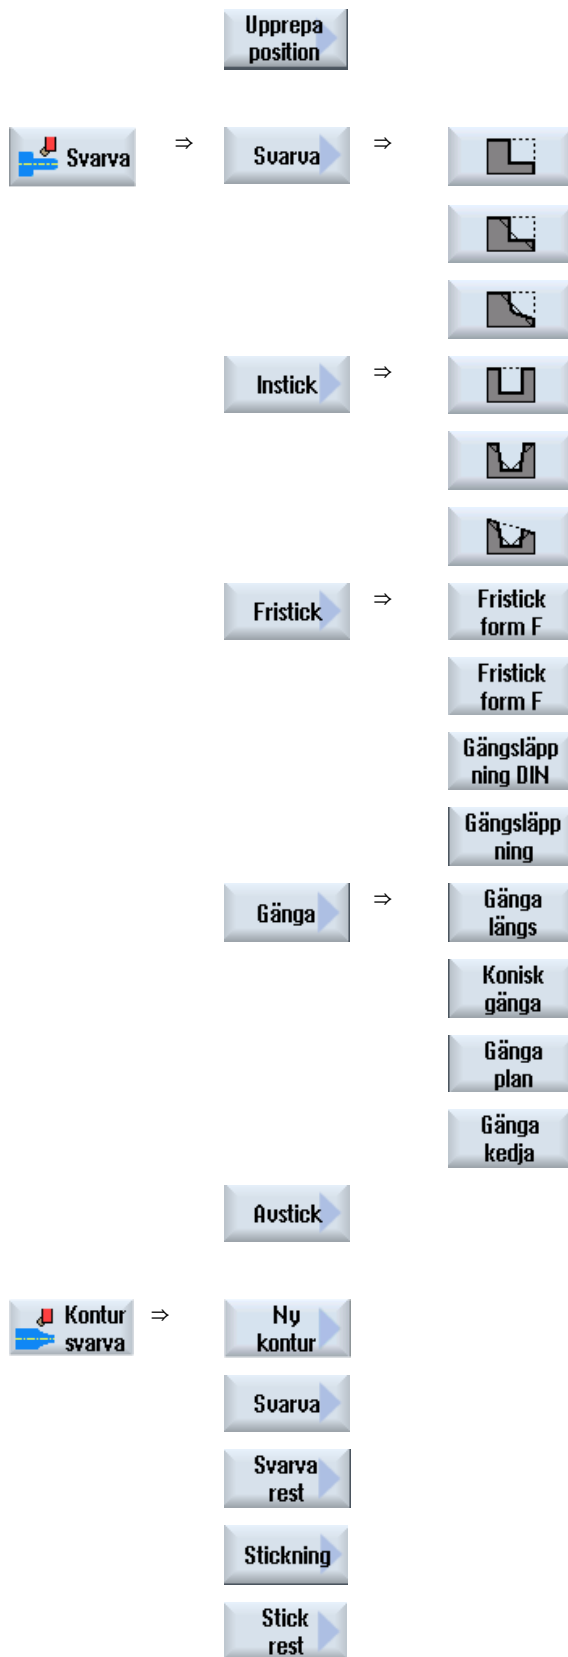 Upprepa
position
Svarva ⇒ Svarva ⇒
Instick ⇒
Fristick ⇒ Fristick
form F
Fristick
form F
Gängsläpp
ning DIN
Gängsläpp
ning
Gänga ⇒ Gänga
längs
Konisk
gänga
Gänga
plan
Gänga
kedja
Avstick
Kontur
svarva ⇒ Ny
kontur
Svarva
Svarva
rest
Stickning
Stick
rest